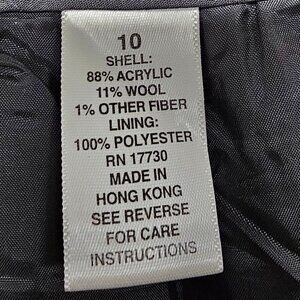 10
SHELL:
88% ACRYLIC
11% WOOL
1% OTHER FIBER
LINING:
100% POLYESTER
RN 17730
MADE IN
HONG KONG
SEE REVERSE
FOR CARE
INSTRUCTIONS